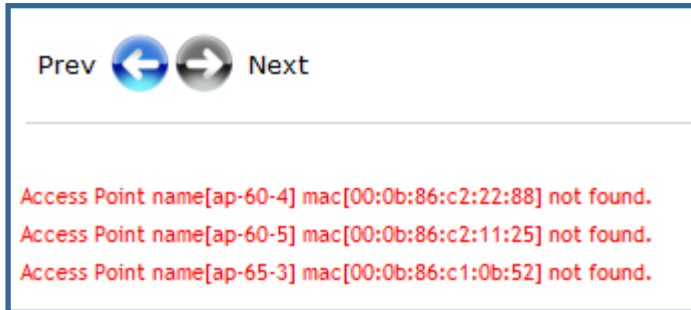 Prev Next
Access Point name[ap-60-4] mac[00:0b:86:c2:22:88] not found.
Access Point name[ap-60-5] mac[00:0b:86:c2:11:25] not found.
Access Point name[ap-65-3] mac[00:0b:86:c1:0b:52] not found.